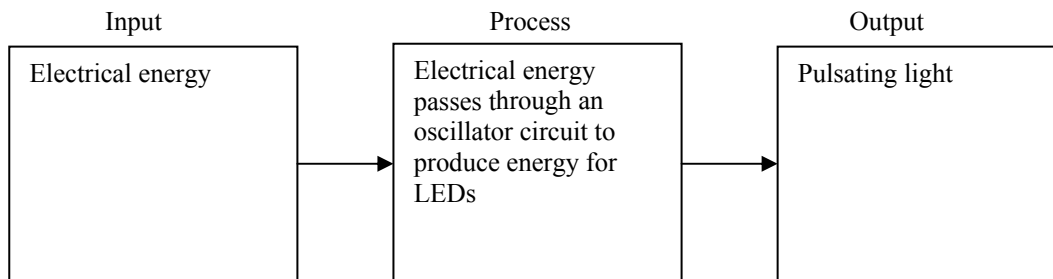 Input
Process
Output
Electrical energy
Electrical energy
passes through an
oscillator circuit to
produce energy for
LEDs
Pulsating light